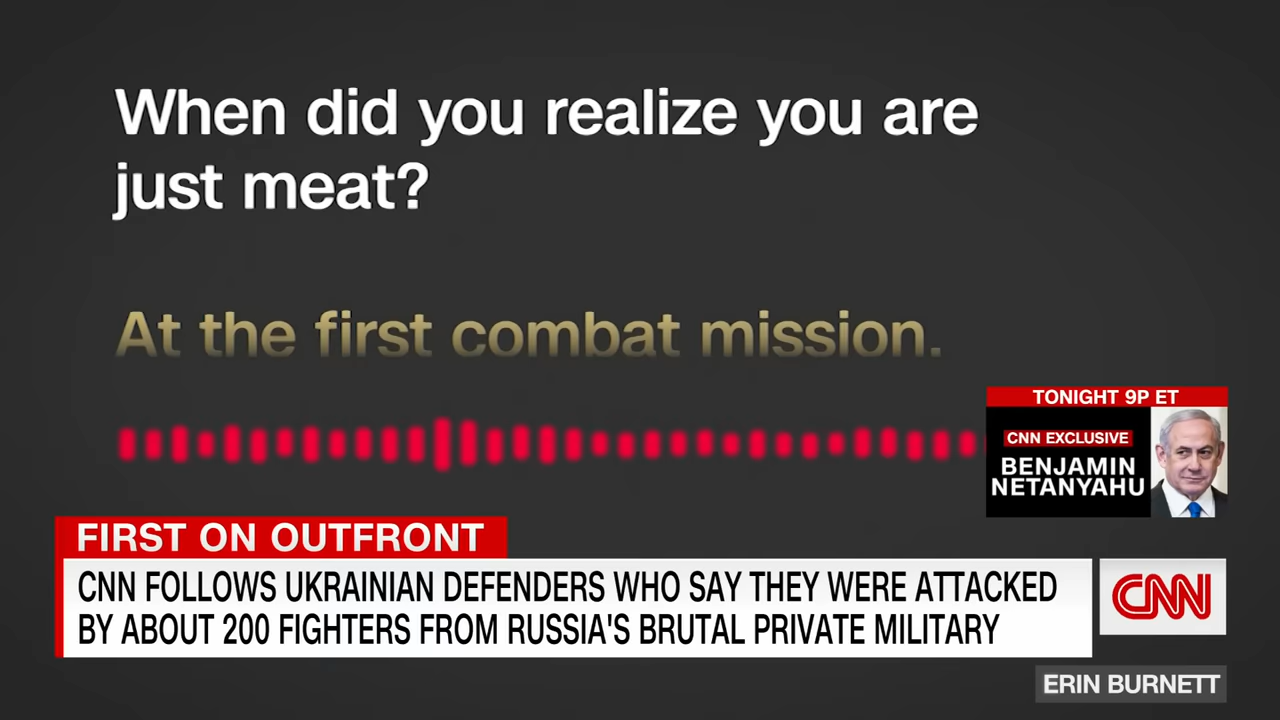 When did you realize you are
just meat?
At the first combat mission.
TONIGHT 9P ET
CNN EXCLUSIVE
BENJAMIN
NETANYAHU
FIRST ON OUTFRONT
CNN FOLLOWS UKRAINIAN DEFENDERS WHO SAY THEY WERE ATTACKED
BY ABOUT 200 FIGHTERS FROM RUSSIA'S BRUTAL PRIVATE MILITARY
CNN
ERIN BURNETT